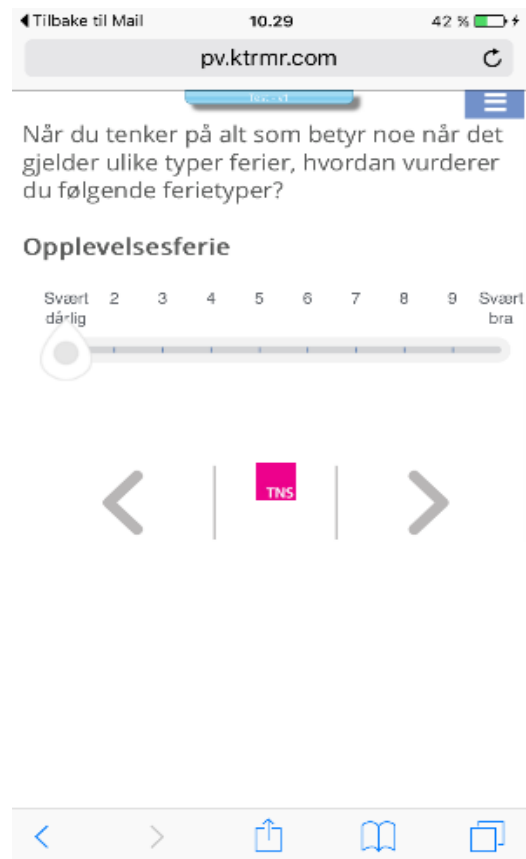 Tilbake til Mail 10.29 42 %
pv.ktrmr.com
Når du tenker på alt som betyr noe når det
gjelder ulike typer ferier, hvordan vurderer
du følgende ferietyper?
Opplevelsesferie
Svært dårlig 2 3 4 5 6 7 8 9 Svært bra
TNS